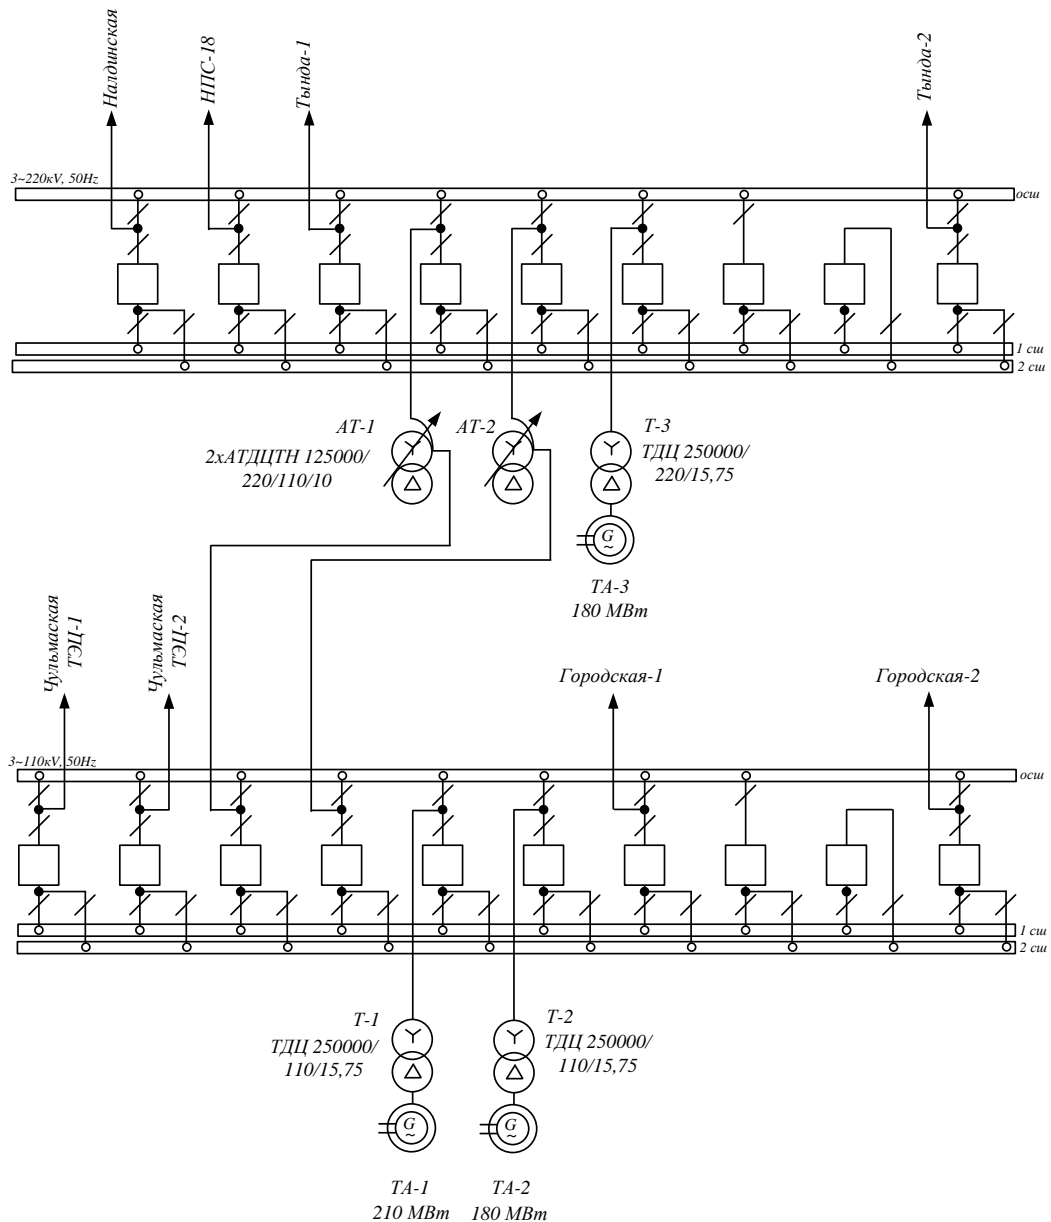 Налдинская
НПС-18
Тында-1
Тында-2
3~220кV, 50Hz
осш
1 сш
2 сш
АТ-1
2хАТДЦТН 125000/
220/110/10
АТ-2
Т-3
ТДЦ 250000/
220/15,75
G
~
ТА-3
180 МВт
Чульмаская
ТЭЦ-1
Чульмаская
ТЭЦ-2
Городская-1
Городская-2
3~110кV, 50Hz
осш
1 сш
2 сш
Т-1
ТДЦ 250000/
110/15,75
Т-2
ТДЦ 250000/
110/15,75
G
~
G
~
ТА-1
210 МВт
ТА-2
180 МВт